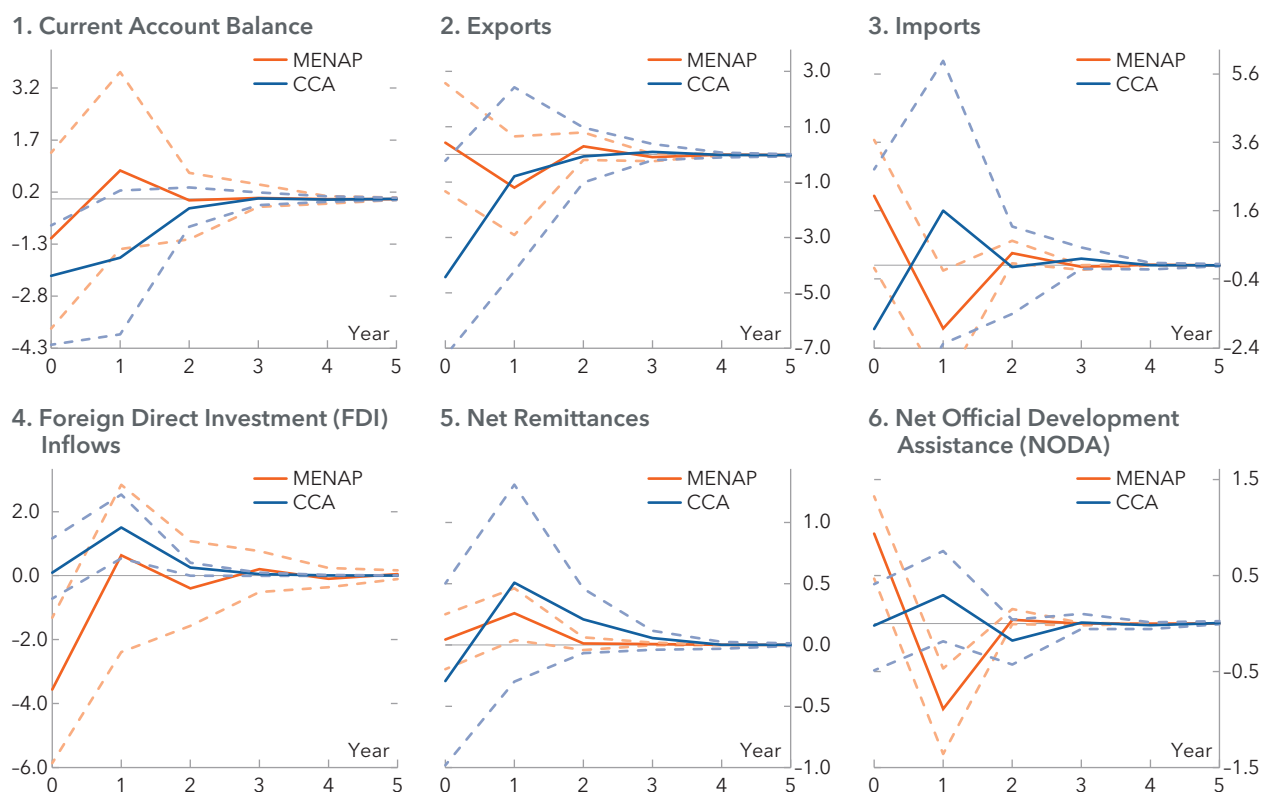 1. Current Account Balance
MENAP
CCA
3.2
1.7
0.2
–1.3
–2.8
–4.3
Year
0 1 2 3 4 5
2. Exports
MENAP
CCA
3.0
1.0
–1.0
–3.0
–5.0
–7.0
Year
0 1 2 3 4 5
3. Imports
MENAP
CCA
5.6
3.6
1.6
–0.4
–2.4
Year
0 1 2 3 4 5
4. Foreign Direct Investment (FDI)
Inflows
MENAP
CCA
2.0
0.0
–2.0
–4.0
–6.0
Year
0 1 2 3 4 5
5. Net Remittances
MENAP
CCA
1.0
0.5
0.0
–0.5
–1.0
Year
0 1 2 3 4 5
6. Net Official Development
Assistance (NODA)
MENAP
CCA
1.5
0.5
–0.5
–1.5
Year
0 1 2 3 4 5